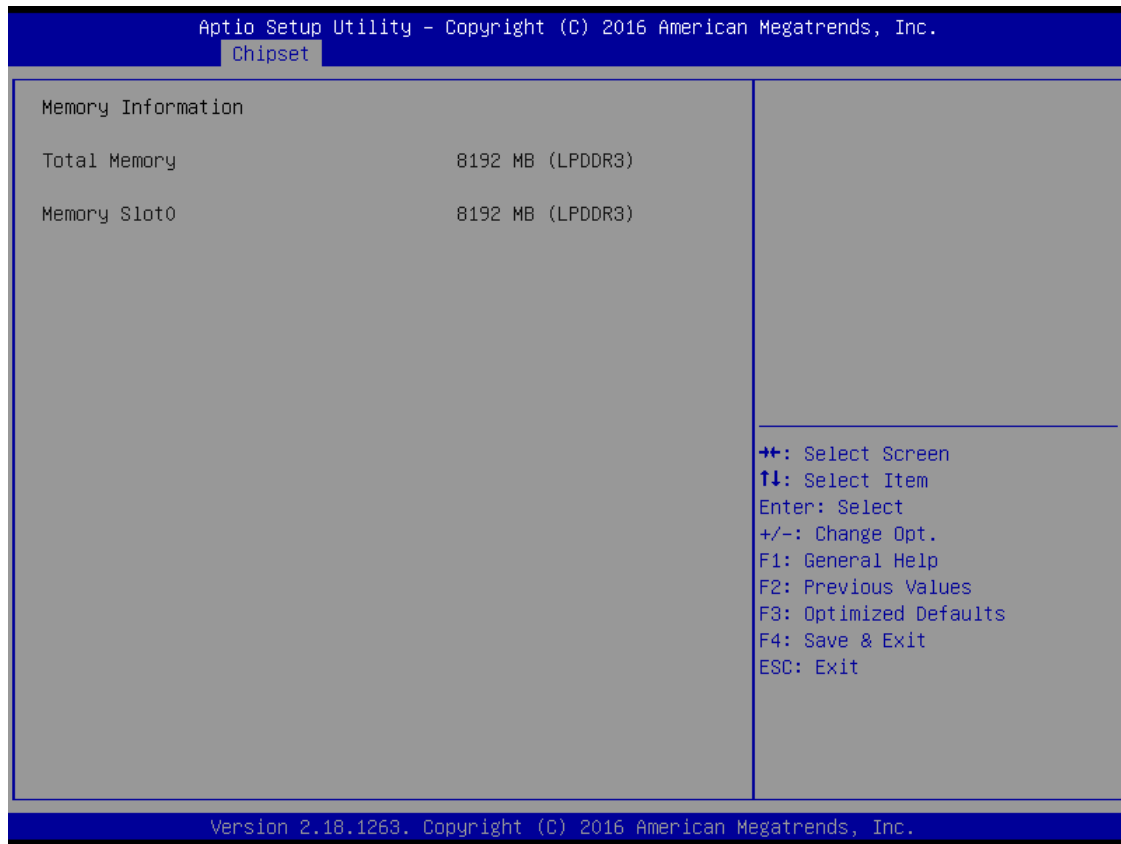 Aptio Setup Utility – Copyright (C) 2016 American Megatrends, Inc.
Chipset
Memory Information
Total Memory 8192 MB (LPDDR3)
Memory Slot0 8192 MB (LPDDR3)
→←: Select Screen
↑↓: Select Item
Enter: Select
+/-: Change Opt.
F1: General Help
F2: Previous Values
F3: Optimized Defaults
F4: Save & Exit
ESC: Exit
Version 2.18.1263. Copyright (C) 2016 American Megatrends, Inc.